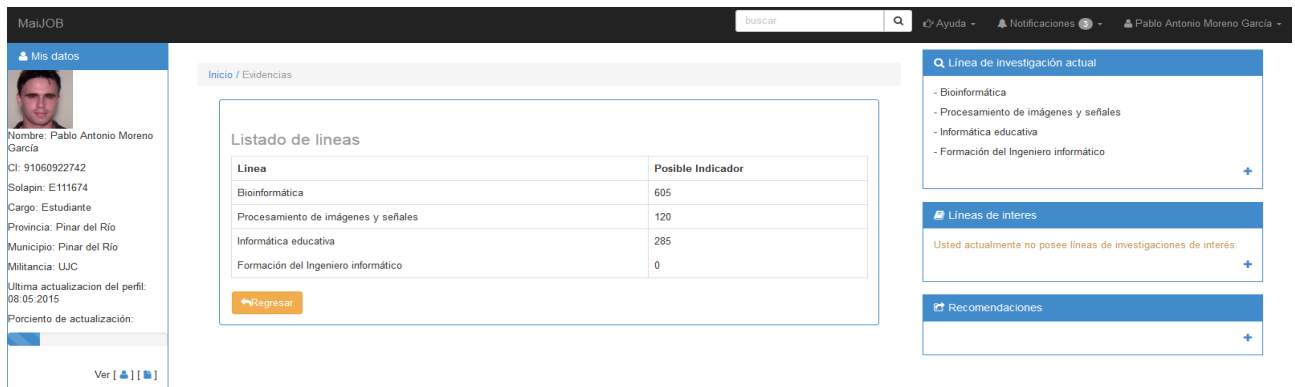 MaiJOB
buscar
Ayuda
Notificaciones 3
Pablo Antonio Moreno García
Mis datos
Nombre: Pablo Antonio Moreno
García
CI: 91060922742
Solapin: E111674
Cargo: Estudiante
Provincia: Pinar del Río
Municipio: Pinar del Río
Militancia: UJC
Ultima actualizacion del perfil:
08:05:2015
Porciento de actualización:
Ver [ ] [ ]
Inicio / Evidencias
Listado de lineas
Linea Posible Indicador
Bioinformática 605
Procesamiento de imágenes y señales 120
Informática educativa 285
Formación del Ingeniero informático 0
Regresar
Línea de investigación actual
- Bioinformática
- Procesamiento de imágenes y señales
- Informática educativa
- Formación del Ingeniero informático
+
Líneas de interes
Usted actualmente no posee líneas de investigaciones de interés.
+
Recomendaciones
+